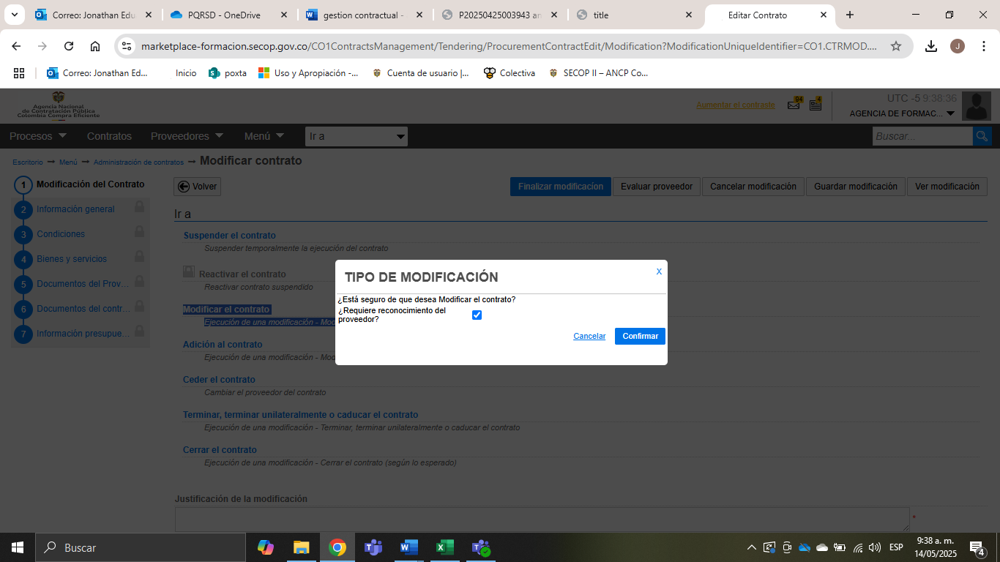 Correo: Jonathan Edu
PQRSD - OneDrive
gestion contractual -
P20250425003943 an
title
Editar Contrato
marketplace-formacion.secop.gov.co/CO1ContractsManagement/Tendering/ProcurementContractEdit/Modification?ModificationUniqueIdentifier=CO1.CTRMOD....
J
Correo: Jonathan Ed...
Inicio
poxta
Uso y Apropiación -...
Cuenta de usuario |...
Colectiva
SECOP II – ANCP Co...
Agencia Nacional
de Contratación Pública
Colombia Compra Eficiente
Aumentar el contraste
94
4
UTC -5 9:38:36
AGENCIA DE FORMAC...
Procesos
Contratos
Proveedores
Menú
Ir a
Buscar...
Escritorio → Menú → Administración de contratos → Modificar contrato
1 Modificación del Contrato
2 Información general
3 Condiciones
4 Bienes y servicios
5 Documentos del Prov...
6 Documentos del contr...
7 Información presupue...
Volver
Finalizar modificacion
Evaluar proveedor
Cancelar modificación
Guardar modificación
Ver modificación
Ir a
Suspender el contrato
Suspender temporalmente la ejecución del contrato
Reactivar el contrato
Reactivar contrato suspendido
Modificar el contrato
Ejecución de una modificación - Mod
Adición al contrato
Ejecución de una modificación - Mod
Ceder el contrato
Cambiar el proveedor del contrato
Terminar, terminar unilateralmente o caducar el contrato
Ejecución de una modificación - Terminar, terminar unilateralmente o caducar el contrato
Cerrar el contrato
Ejecución de una modificación - Cerrar el contrato (según lo esperado)
Justificación de la modificación
TIPO DE MODIFICACIÓN
X
¿Está seguro de que desea Modificar el contrato?
¿Requiere reconocimiento del
proveedor?
Cancelar
Confirmar
Buscar
ESP
9:38 a. m.
14/05/2025
4